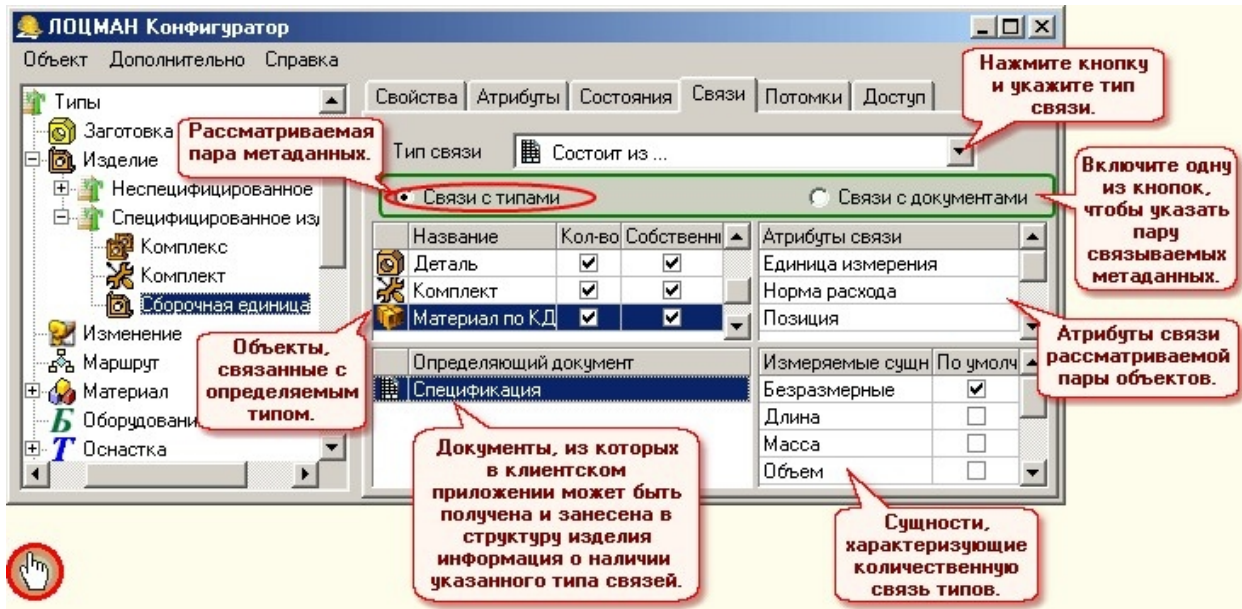 ЛОЦМАН Конфигуратор
Объект Дополнительно Справка
Типы
Заготовка
Изделие
Неспецифицированное
Специфицированное из
Комплекс
Комплект
Сборочная единица
Изменение
Маршрут
Материал
Б Оборудовани
Т Оснастка
Рассматриваемая
пара метаданных.
Объекты,
связанные с
определяемым
типом.
Свойства Атрибуты Состояния Связи Потомки Доступ
Тип связи Состоит из ...
Связи с типами Связи с документами
Название Кол-во Собственн
Деталь
Комплект
Материал по КД
Атрибуты связи
Единица измерения
Норма расхода
Позиция
Определяющий документ
Спецификация
Измеряемые сущн По умолч
Безразмерные
Длина
Масса
Объем
Нажмите кнопку
и укажите тип
связи.
Включите одну
из кнопок,
чтобы указать
пару
связываемых
метаданных.
Атрибуты связи
рассматриваемой
пары объектов.
Документы, из которых
в клиентском
приложении может быть
получена и занесена в
структуру изделия
информация о наличии
указанного типа связей.
Сущности,
характеризующие
количественную
связь типов.